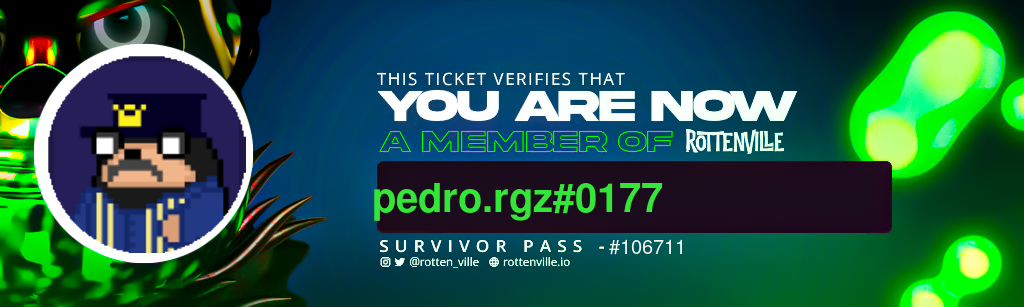 THIS TICKET VERIFIES THAT
YOU ARE NOW
A MEMBER OF ROTTENVILLE
pedro.rgz#0177
SURVIVOR PASS - #106711
@rotten_ville rottenville.io